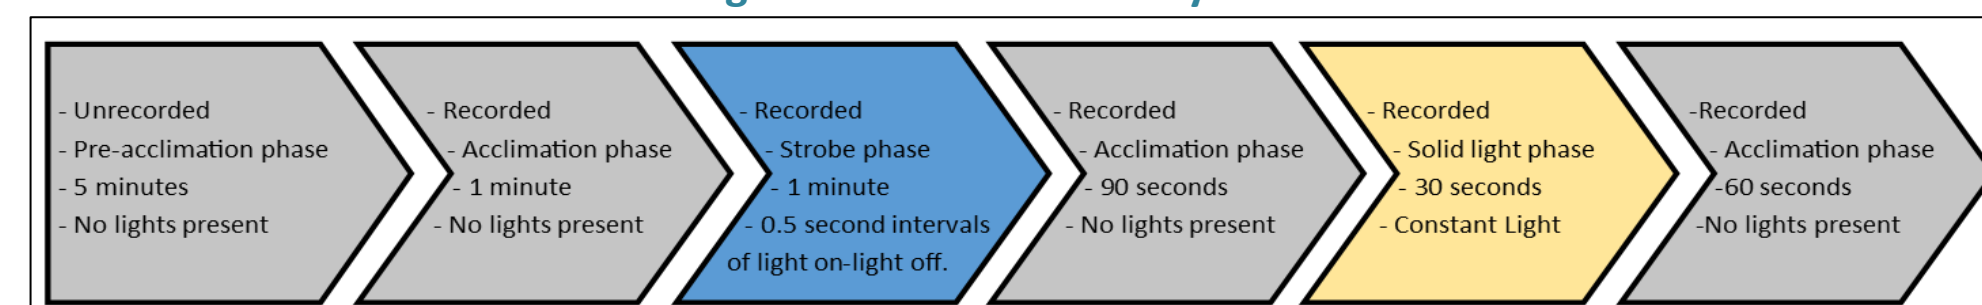 - Unrecorded
- Pre-acclimation phase
- 5 minutes
- No lights present
- Recorded
- Acclimation phase
- 1 minute
- No lights present
- Recorded
- Strobe phase
- 1 minute
- 0.5 second intervals
of light on-light off.
- Recorded
- Acclimation phase
- 90 seconds
- No lights present
- Recorded
- Solid light phase
- 30 seconds
- Constant Light
-Recorded
- Acclimation phase
-60 seconds
-No lights present